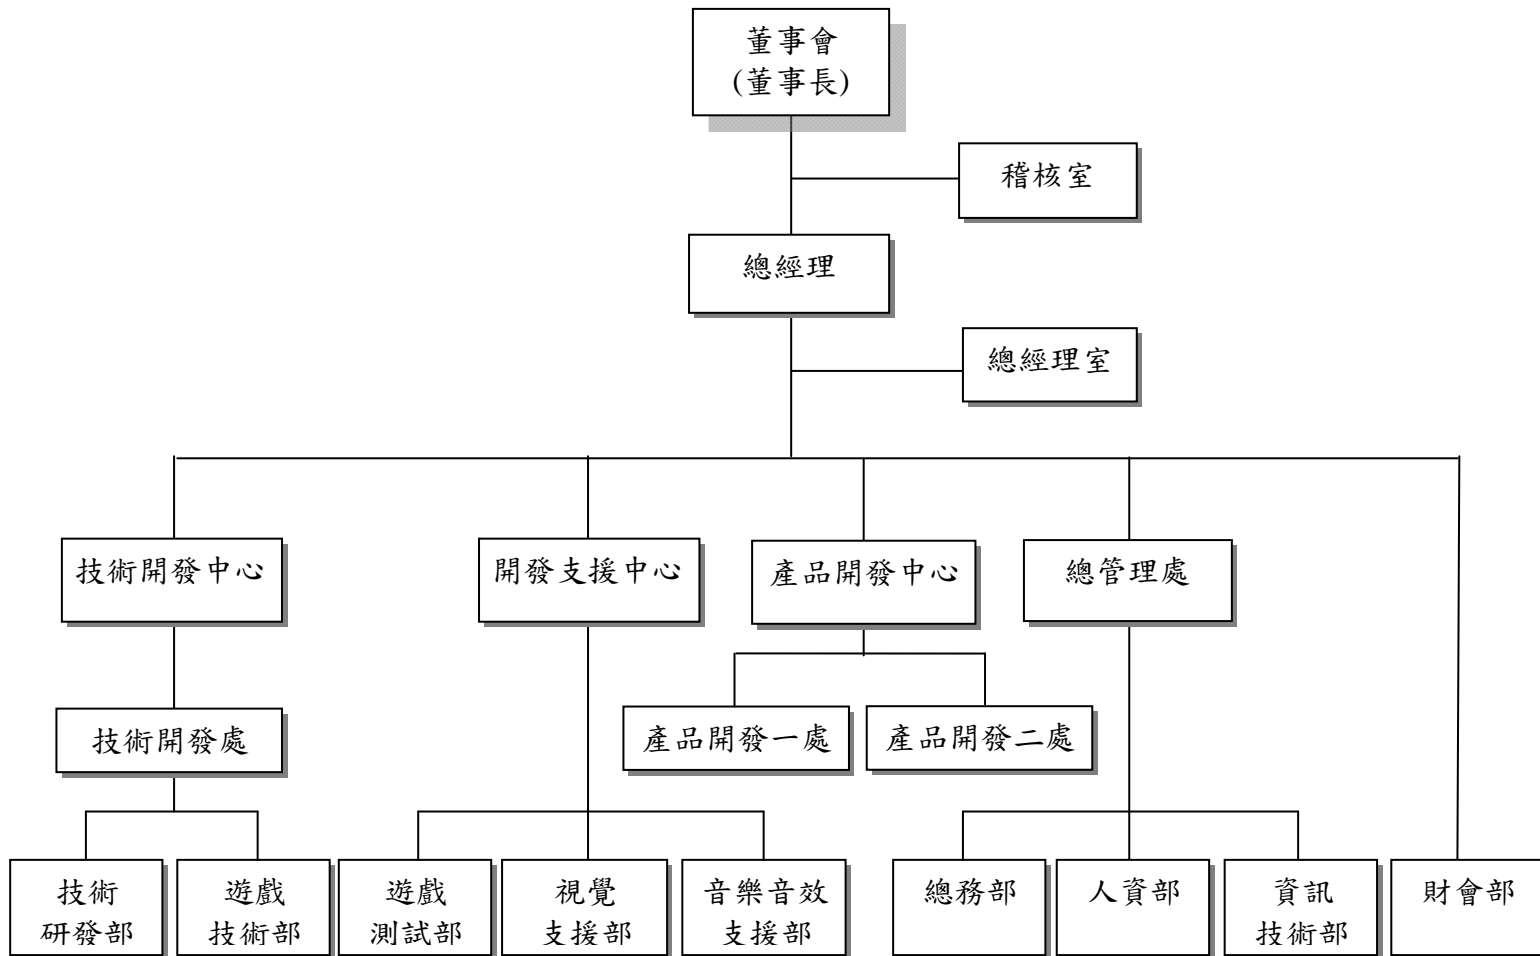 董事會
(董事長)
稽核室
總經理
總經理室
技術開發中心
開發支援中心
產品開發中心
總管理處
技術開發處
產品開發一處
產品開發二處
技術
研發部
遊戲
技術部
遊戲
測試部
視覺
支援部
音樂音效
支援部
總務部
人資部
資訊
技術部
財會部